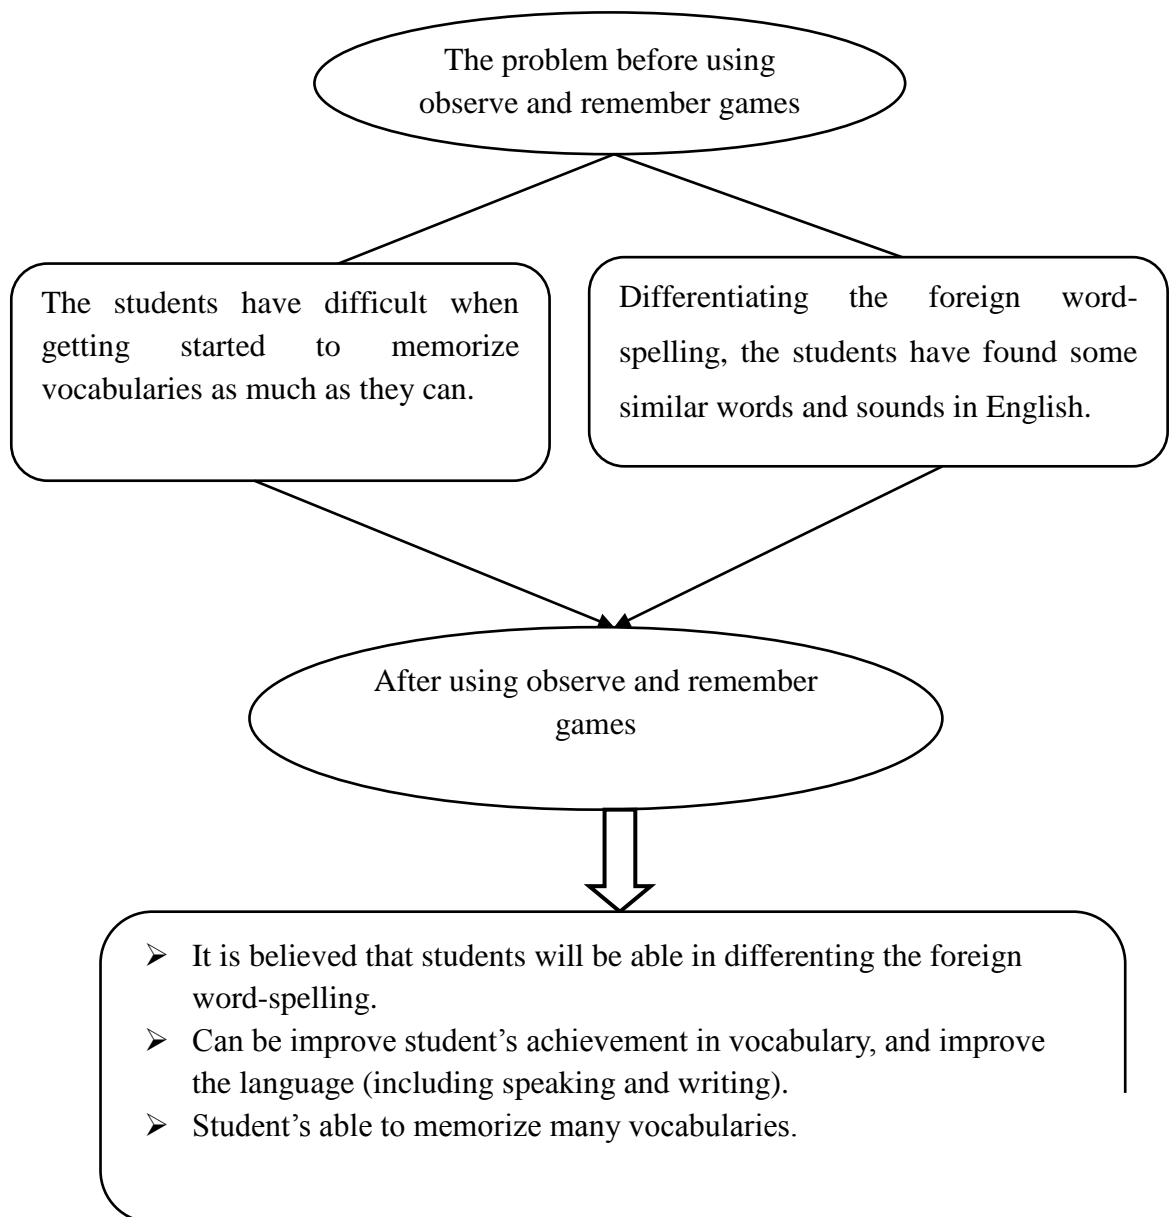 The problem before using
observe and remember games
The students have difficult when
getting started to memorize
vocabularies as much as they can.
Differentiating the foreign word-
spelling, the students have found some
similar words and sounds in English.
After using observe and remember
games
➢ It is believed that students will be able in differenting the foreign
word-spelling.
➢ Can be improve student’s achievement in vocabulary, and improve
the language (including speaking and writing).
➢ Student’s able to memorize many vocabularies.